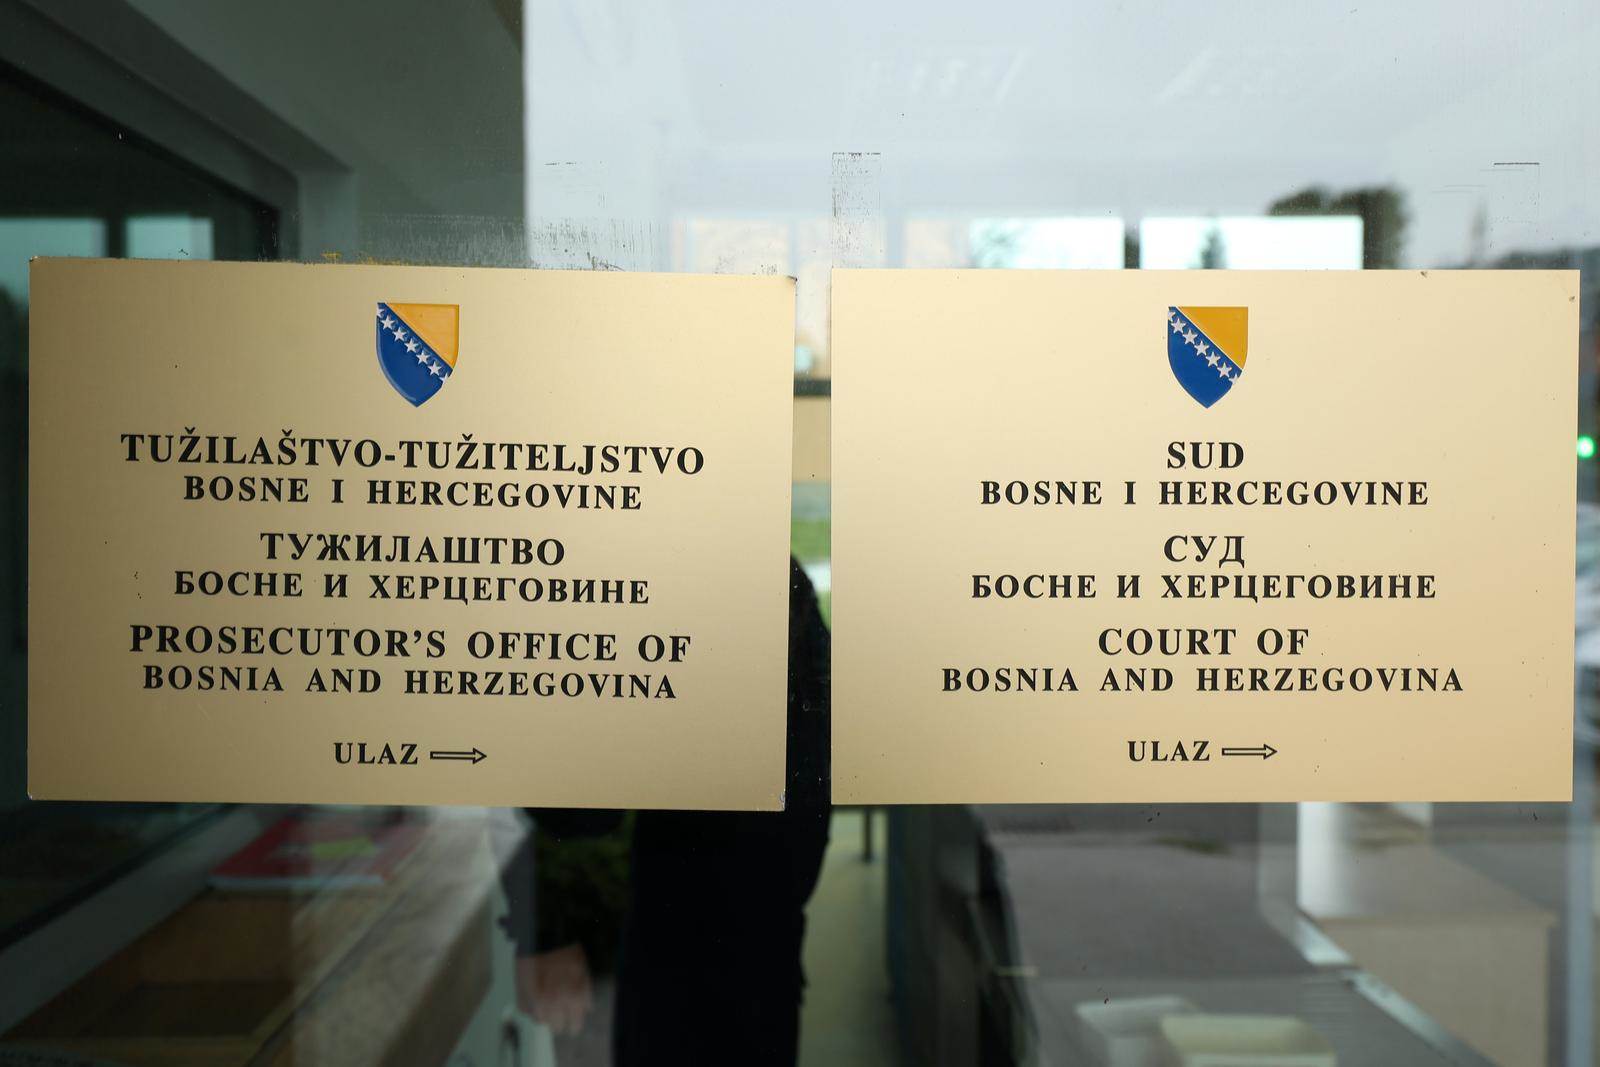 TUŽILAŠTVO-TUŽITELJSTVO
BOSNE I HERCEGOVINE
ТУЖИЛАШТВО
БОСНЕ И ХЕРЦЕГОВИНЕ
PROSECUTOR’S OFFICE OF
BOSNIA AND HERZEGOVINA
ULAZ
SUD
BOSNE I HERCEGOVINE
СУД
БОСНЕ И ХЕРЦЕГОВИНЕ
COURT OF
BOSNIA AND HERZEGOVINA
ULAZ